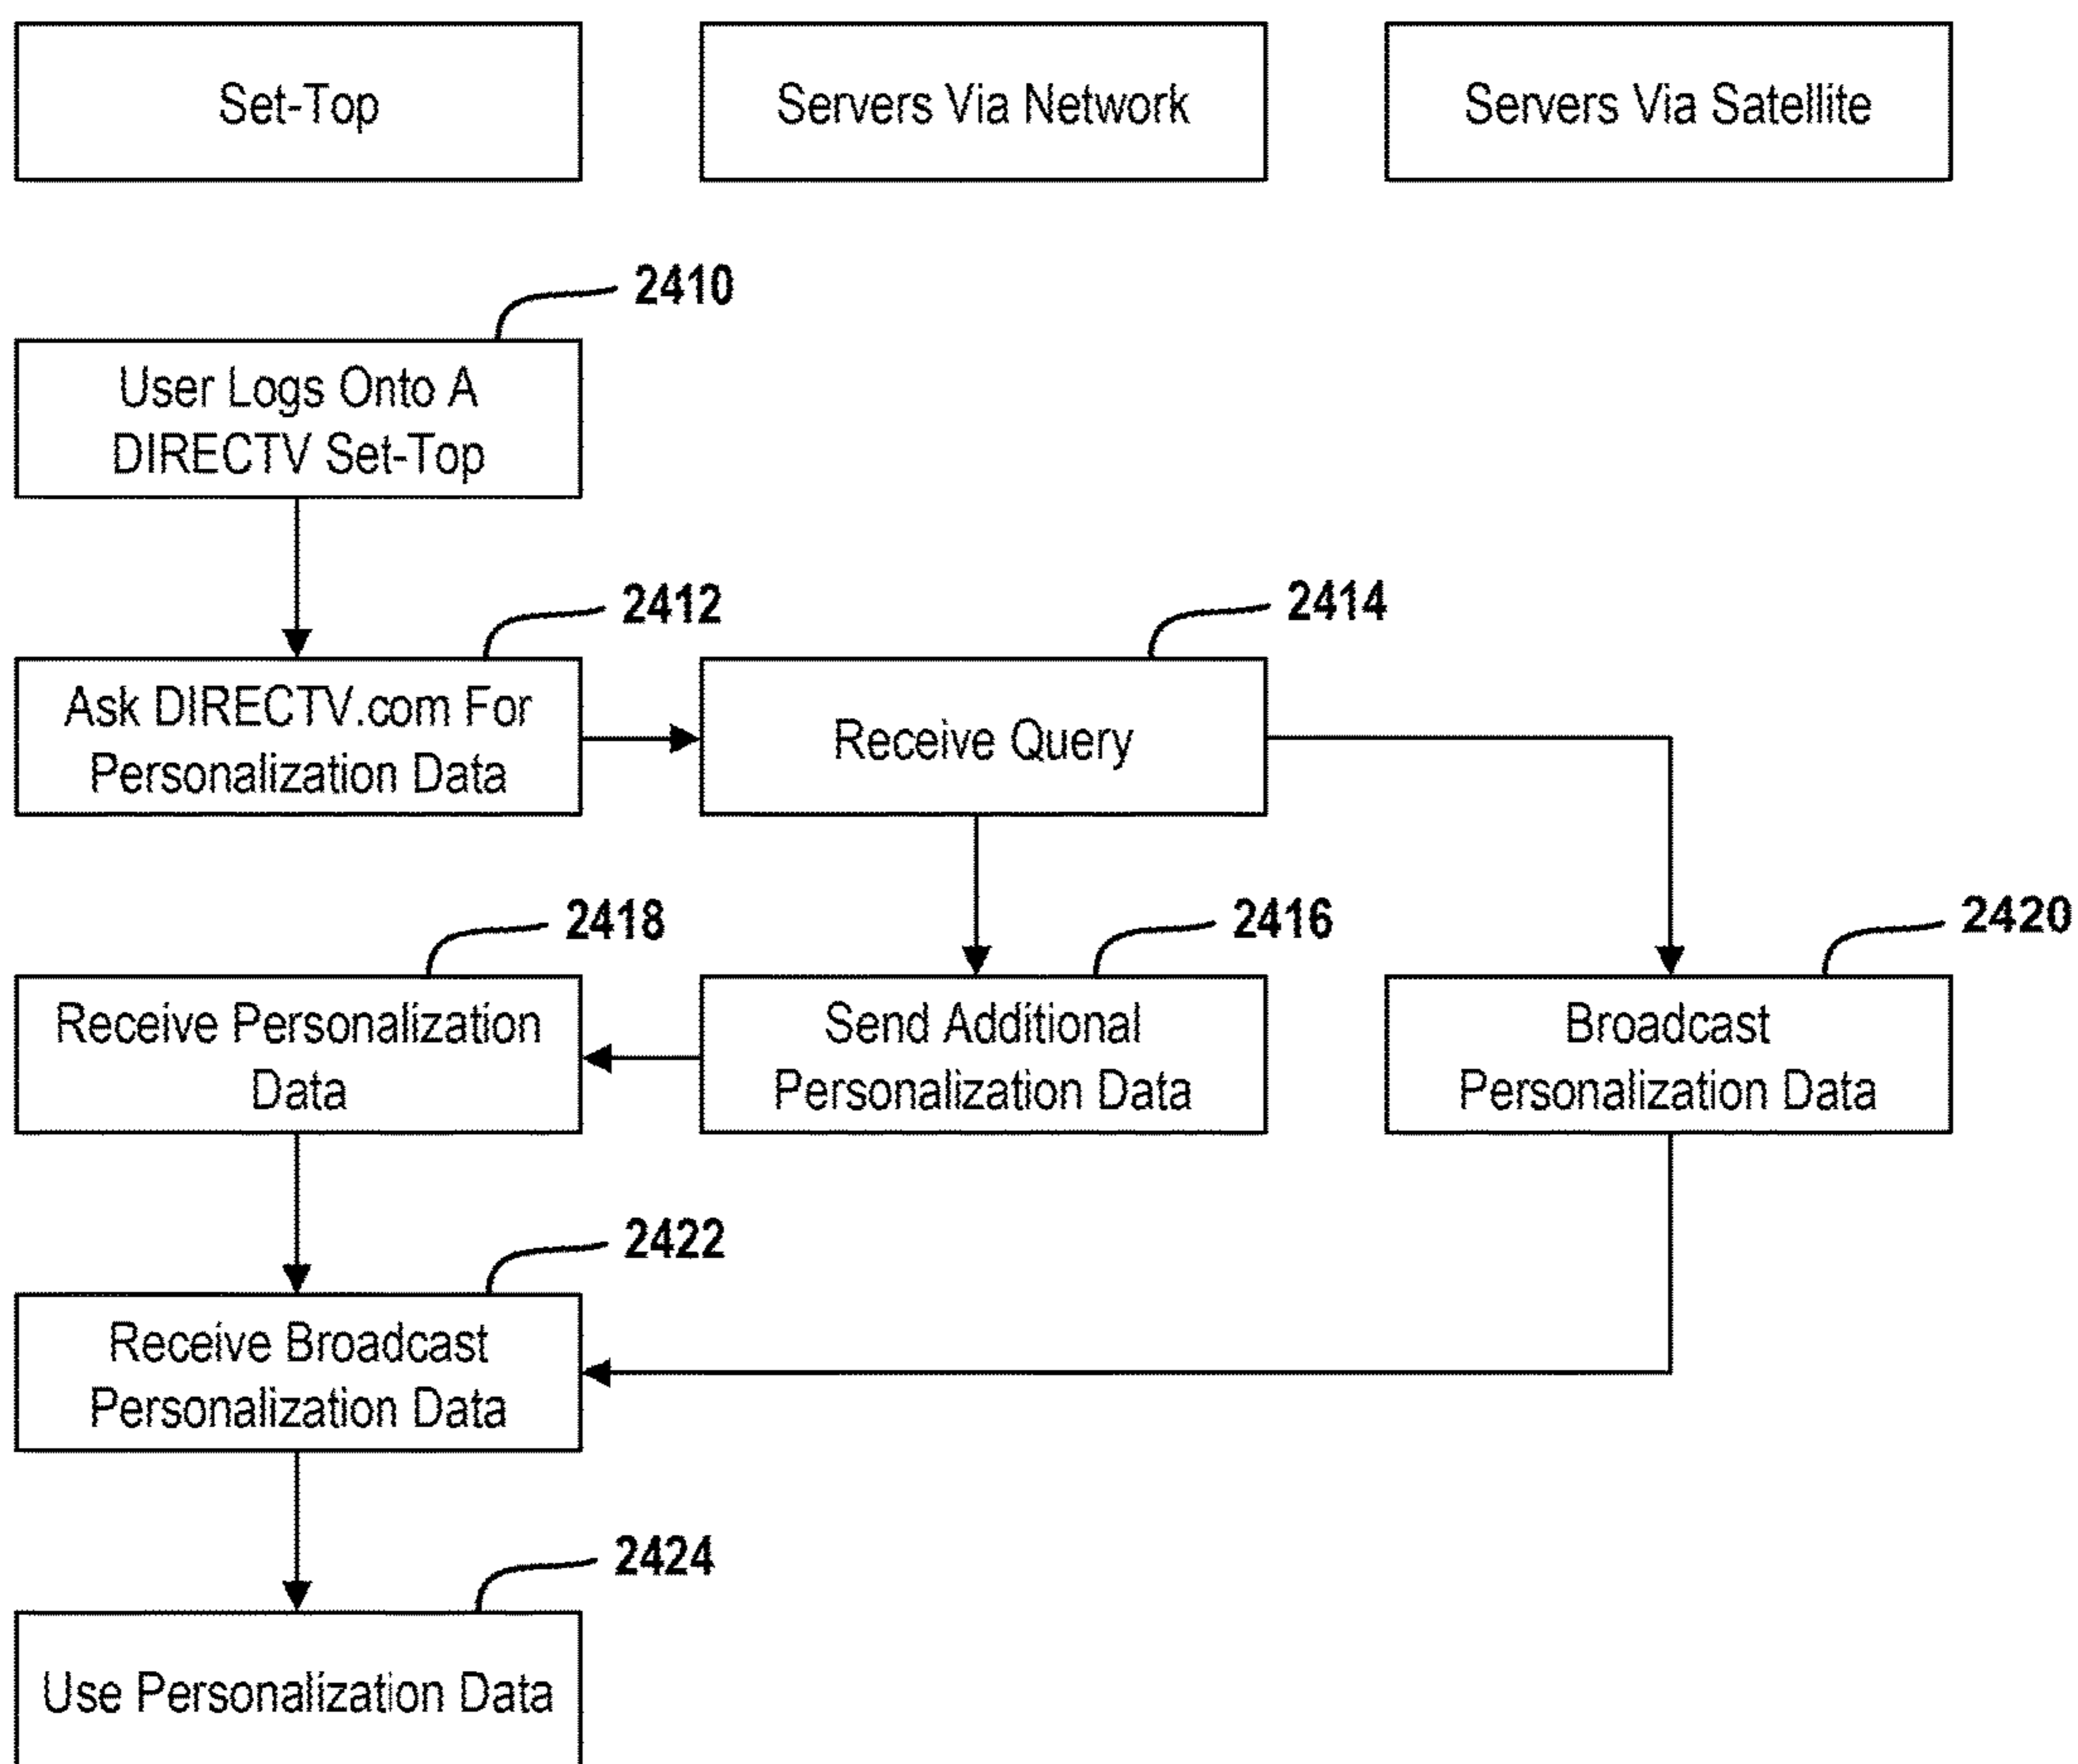 Set-Top
Servers Via Network
Servers Via Satellite
2410
User Logs Onto A
DIRECTV Set-Top
2412
2414
Ask DIRECTV.com For
Personalization Data
Receive Query
2418
2416
2420
Receive Personalization
Data
Send Additional
Personalization Data
Broadcast
Personalization Data
2422
Receive Broadcast
Personalization Data
2424
Use Personalization Data